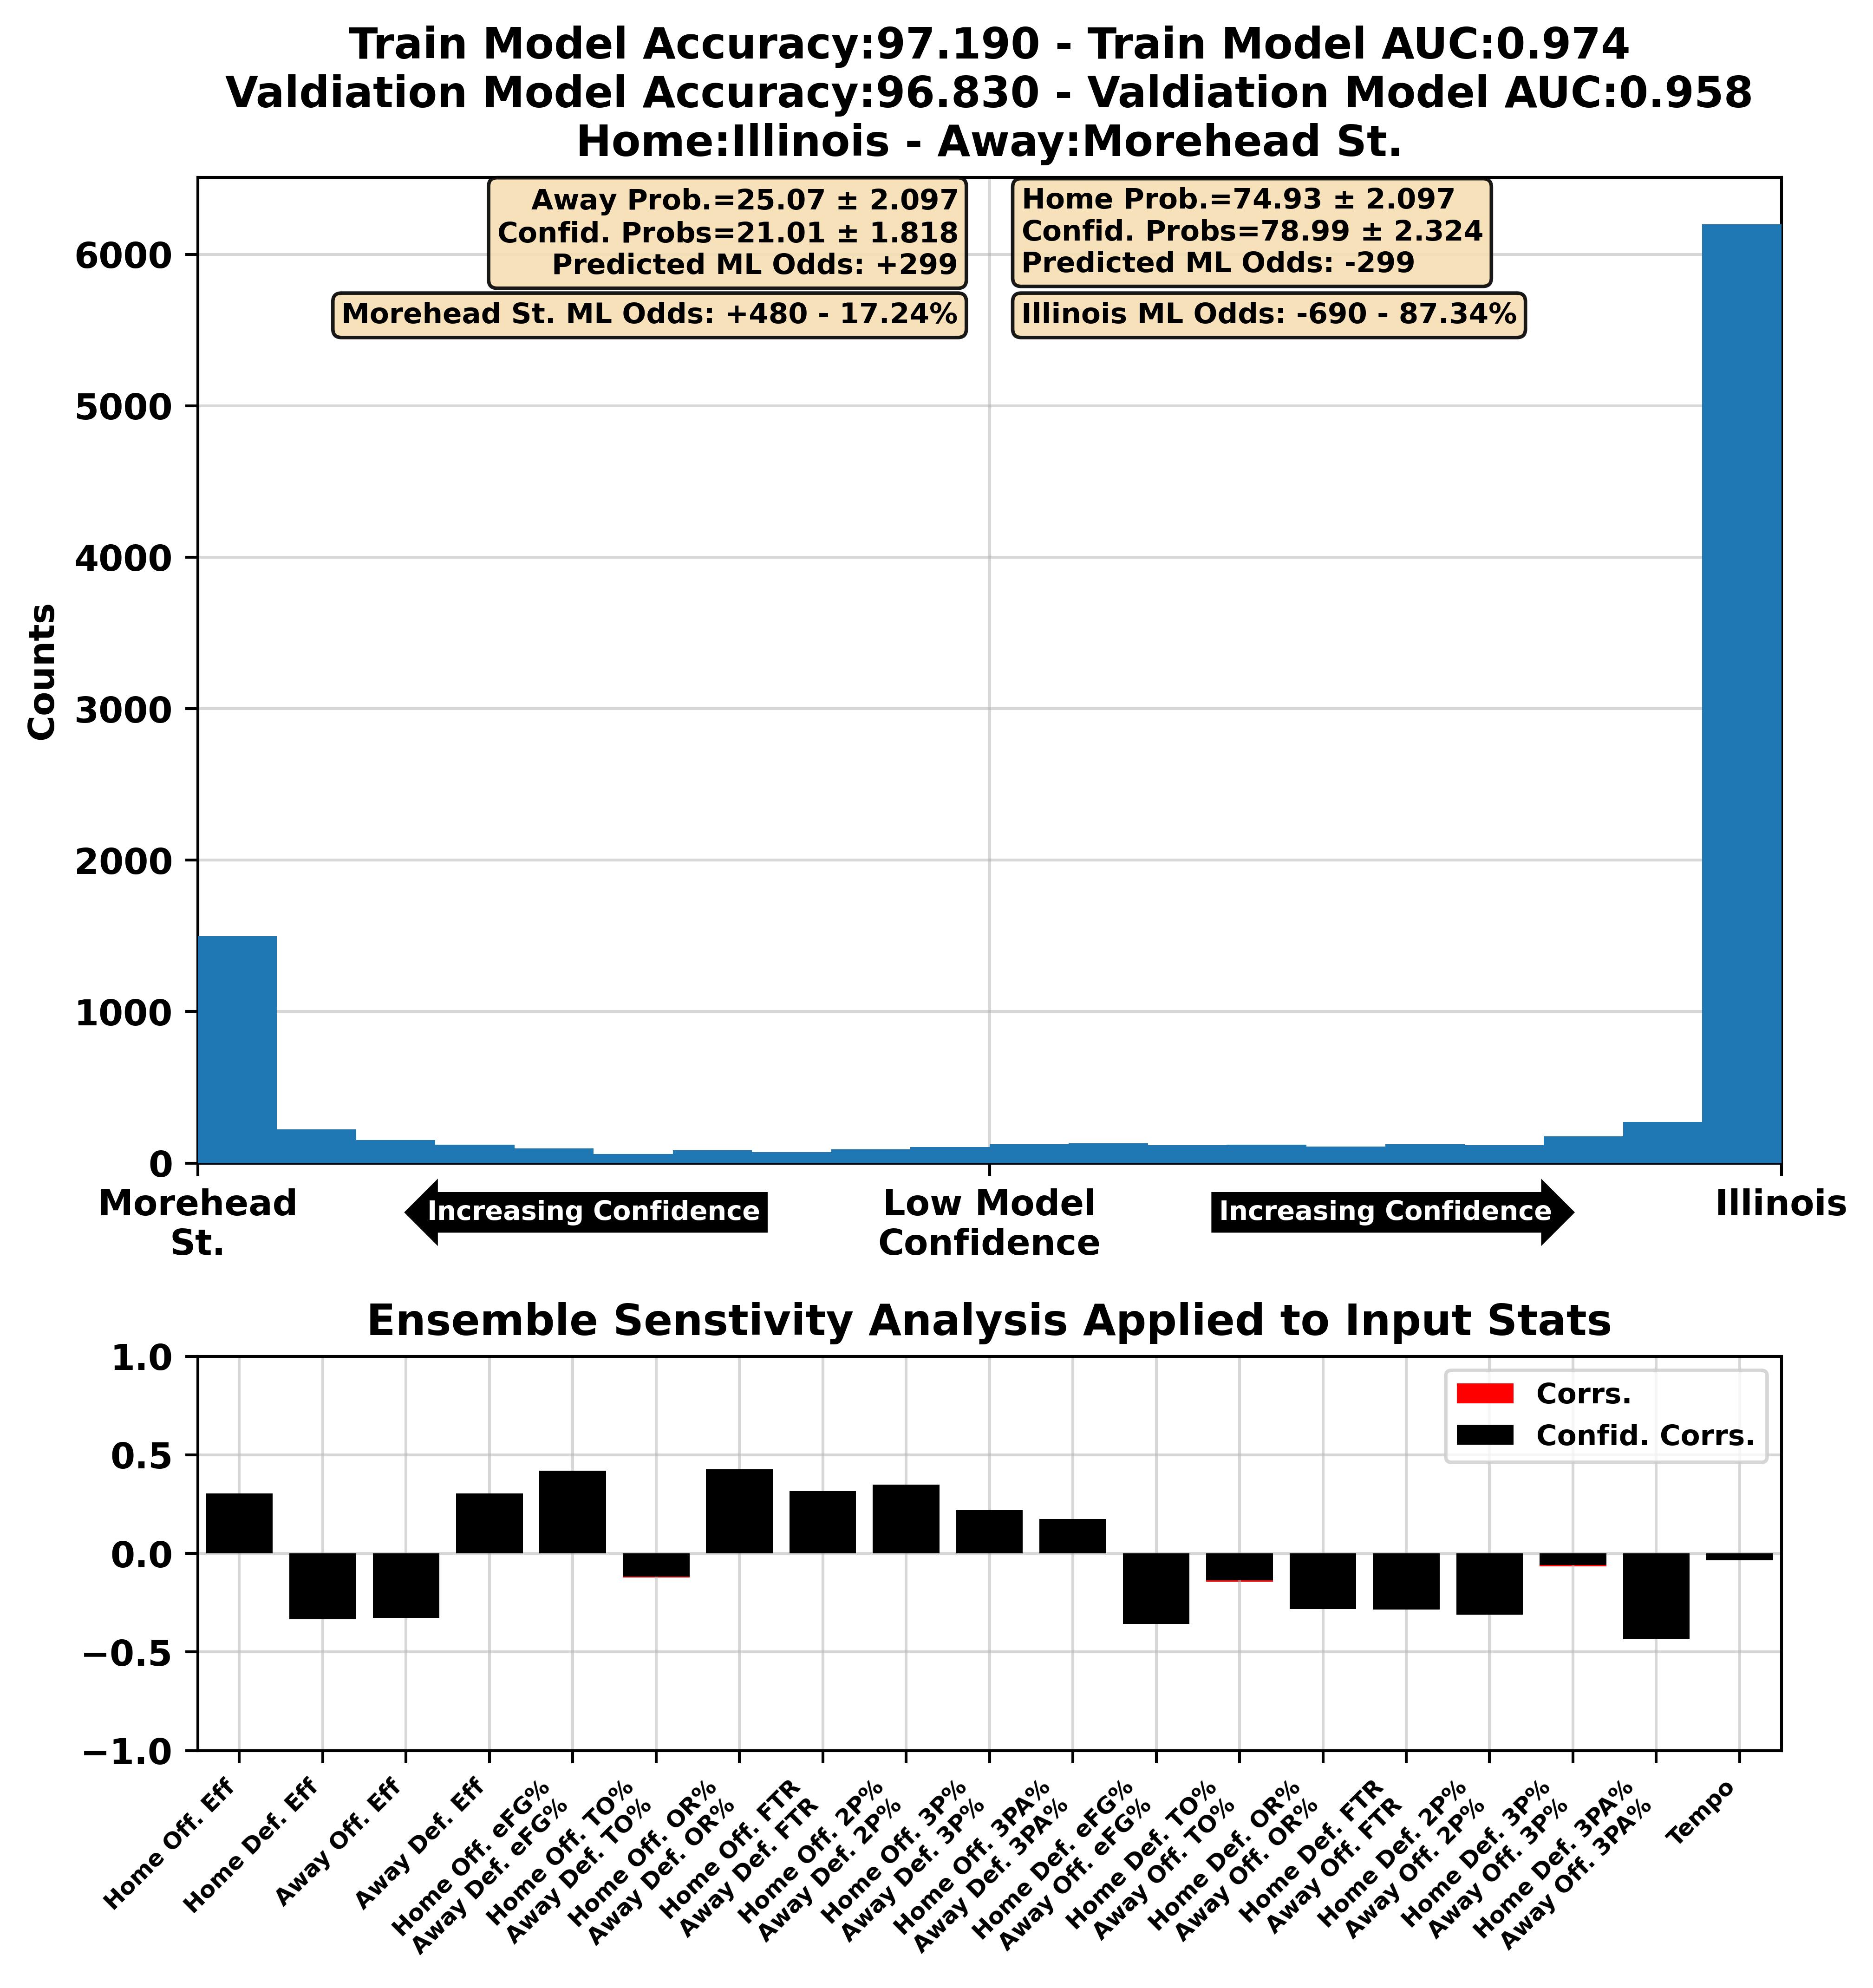 Train Model Accuracy:97.190 - Train Model AUC:0.974
Valdiation Model Accuracy:96.830 - Valdiation Model AUC:0.958
Home:Illinois - Away:Morehead St.
Away Prob.=25.07 ± 2.097
Confid. Probs=21.01 ± 1.818
Predicted ML Odds: +299
Home Prob.=74.93 ± 2.097
Confid. Probs=78.99 ± 2.324
Predicted ML Odds: -299
Morehead St. ML Odds: +480 - 17.24%
Illinois ML Odds: -690 - 87.34%
Counts
6000
5000
4000
3000
2000
1000
0
Morehead
St.
Increasing Confidence
Low Model
Confidence
Increasing Confidence
Illinois
Ensemble Senstivity Analysis Applied to Input Stats
1.0
0.5
0.0
−0.5
−1.0
Corrs.
Confid. Corrs.
Home Off. Eff
Home Def. Eff
Away Off. Eff
Away Def. Eff
Home Off. eFG%
Away Def. eFG%
Home Off. TO%
Away Def. TO%
Home Off. OR%
Away Def. OR%
Home Off. FTR
Away Def. FTR
Home Off. 2P%
Away Def. 2P%
Home Off. 3P%
Away Def. 3P%
Home Off. 3PA%
Away Def. 3PA%
Home Def. eFG%
Away Off. eFG%
Home Def. TO%
Away Off. TO%
Home Def. OR%
Away Off. OR%
Home Def. FTR
Away Off. FTR
Home Def. 2P%
Away Off. 2P%
Home Def. 3P%
Away Off. 3P%
Home Def. 3PA%
Away Off. 3PA%
Tempo